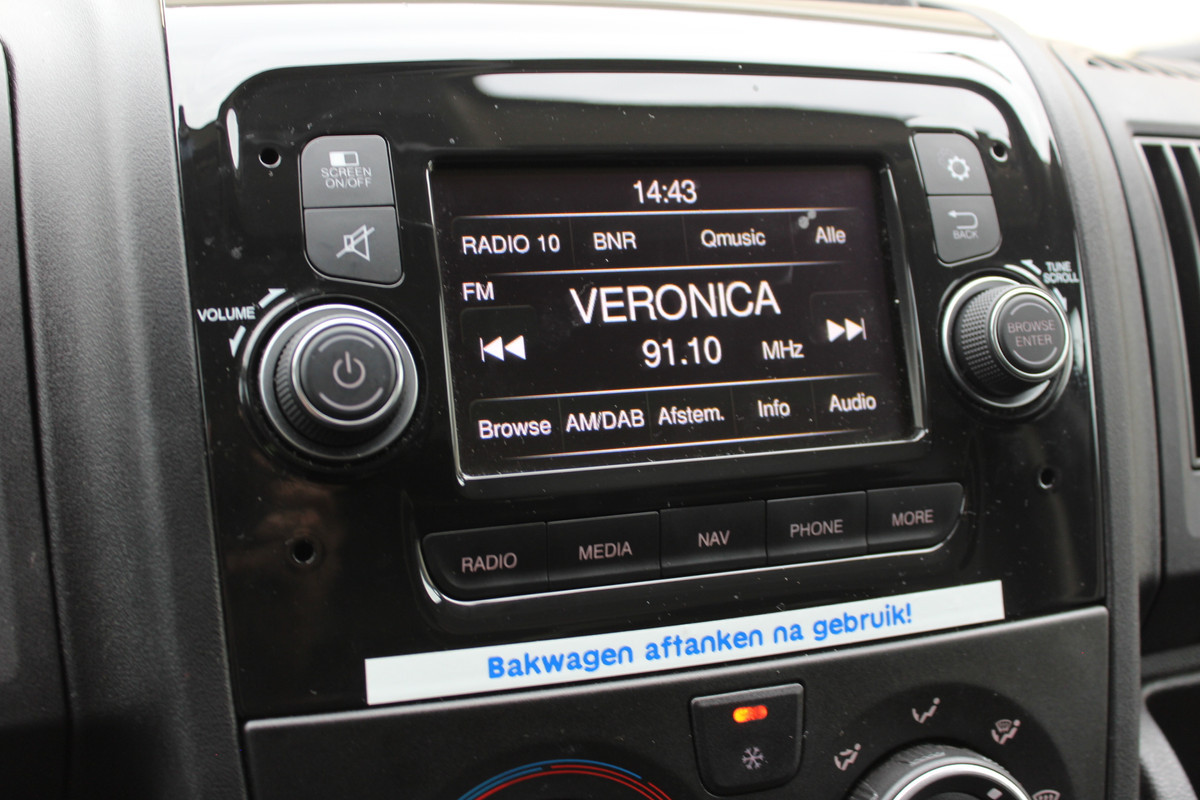 SCREEN
ON/OFF
14:43
RADIO 10 BNR Qmusic Alle
BACK
FM
VERONICA
TUNE
SCROLL
VOLUME
BROWSE
ENTER
91.10 MHz
Browse AM/DAB Afstem. Info Audio
RADIO MEDIA NAV PHONE MORE
Bakwagen aftanken na gebruik!